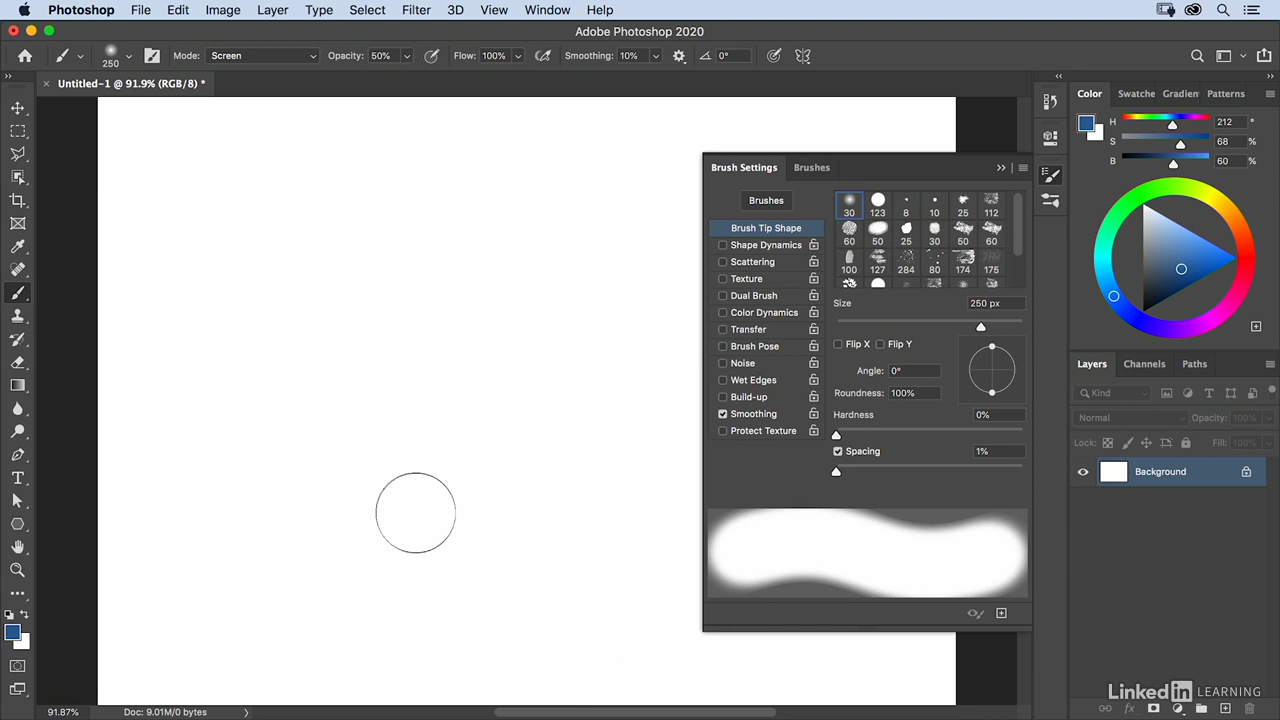 Photoshop File Edit Image Layer Type Select Filter 3D View Window Help
Adobe Photoshop 2020
250 Mode: Screen Opacity: 50% Flow: 100% Smoothing: 10% 0°
Untitled-1 @ 91.9% (RGB/8) *
Brush Settings Brushes
Brushes
Brush Tip Shape
Shape Dynamics
Scattering
Texture
Dual Brush
Color Dynamics
Transfer
Brush Pose
Noise
Wet Edges
Build-up
Smoothing
Protect Texture
30 123 8 10 25 112
60 50 25 30 50 60
100 127 284 80 174 175
Size 250 px
Flip X Flip Y
Angle: 0°
Roundness: 100%
Hardness 0%
Spacing 1%
Color Swatche Gradien Patterns
H 212 °
S 68 %
B 60 %
Layers Channels Paths
Kind
Normal Opacity: 100%
Lock: Fill: 100%
Background
91.87% Doc: 9.01M/0 bytes
LinkedIn LEARNING